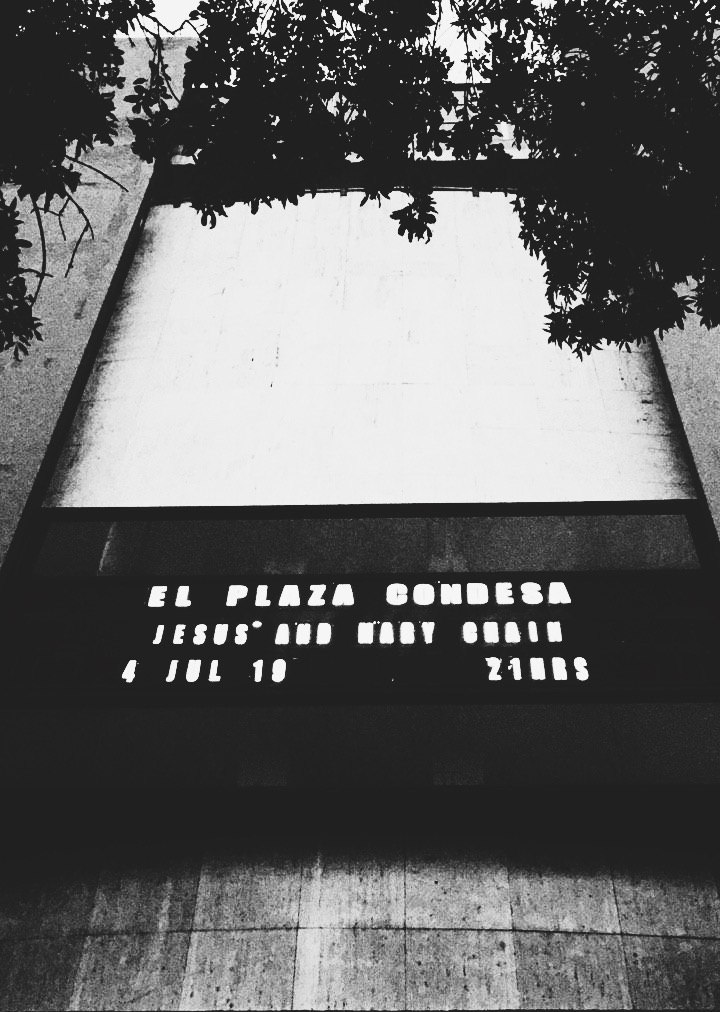 EL PLAZA CONDESA
JESUS AND MARY CHAIN
4 JUL 19 21HRS